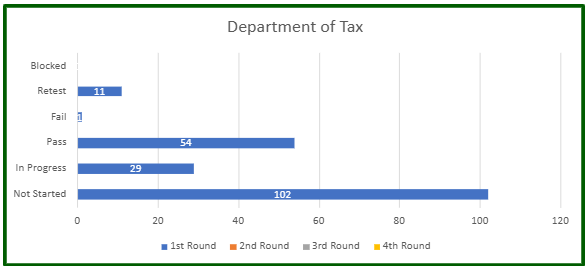 Department of Tax
Blocked
Retest 11
Fail 1
Pass 54
In Progress 29
Not Started 102
0 20 40 60 80 100 120
1st Round 2nd Round 3rd Round 4th Round